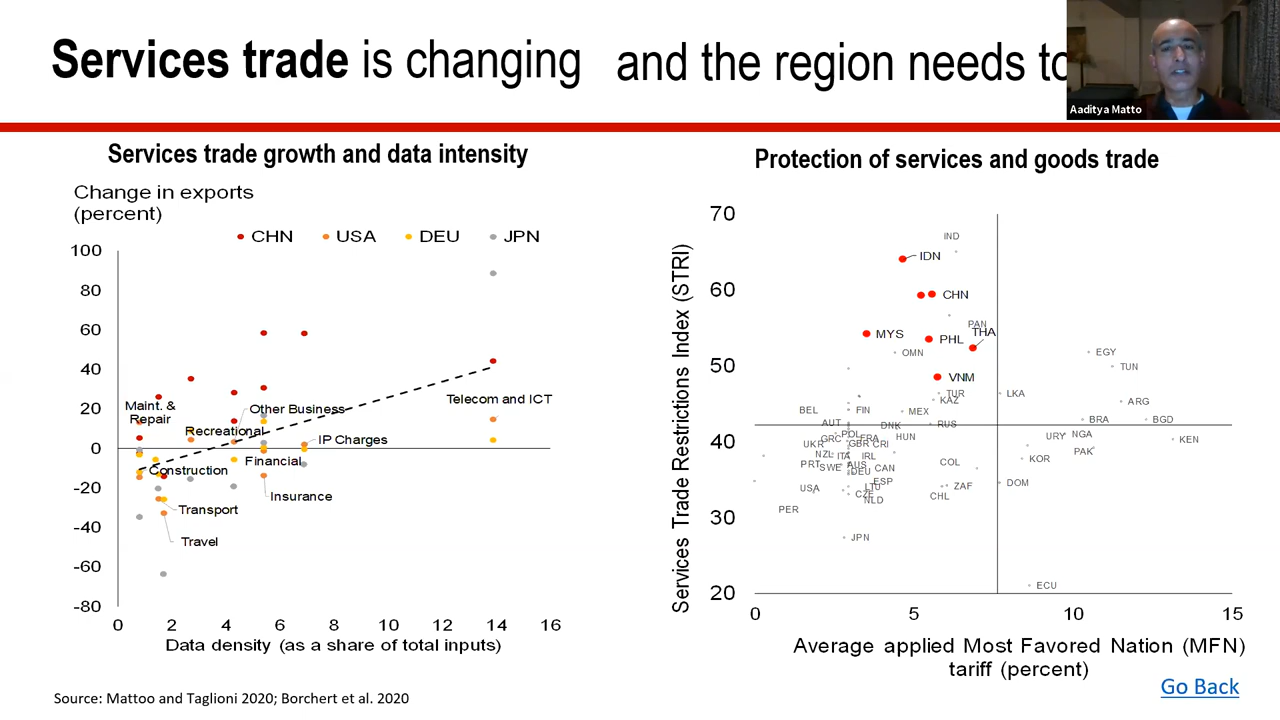 Services trade is changing and the region needs to
Aaditya Matto
Services trade growth and data intensity
Change in exports
(percent)
CHN USA DEU JPN
100
80
60
40
20
0
-20
-40
-60
-80
Maint. &
Repair
Recreational
Other Business
Telecom and ICT
IP Charges
Construction
Financial
Insurance
Transport
Travel
0 2 4 6 8 10 12 14 16
Data density (as a share of total inputs)
Protection of services and goods trade
Services Trade Restrictions Index (STRI)
70
60
50
40
30
20
IND
IDN
CHN
PAN
THA
MYS
PHL
OMN
EGY
TUN
VNM
TUR
KAZ
LKA
ARG
BEL
FIN
MEX
BRA
BGD
AUT
DNK
RUS
POL
GRC
FRA
HUN
URY
NGA
KEN
UKR
GBR
CRI
PAK
NZL
ITA
IRL
KOR
PRT
SWE
AUS
CAN
COL
DEU
ESP
DOM
USA
LTU
ZAF
CZE
NLD
CHL
PER
JPN
ECU
0 5 10 15
Average applied Most Favored Nation (MFN)
tariff (percent)
Go Back
Source: Mattoo and Taglioni 2020; Borchert et al. 2020